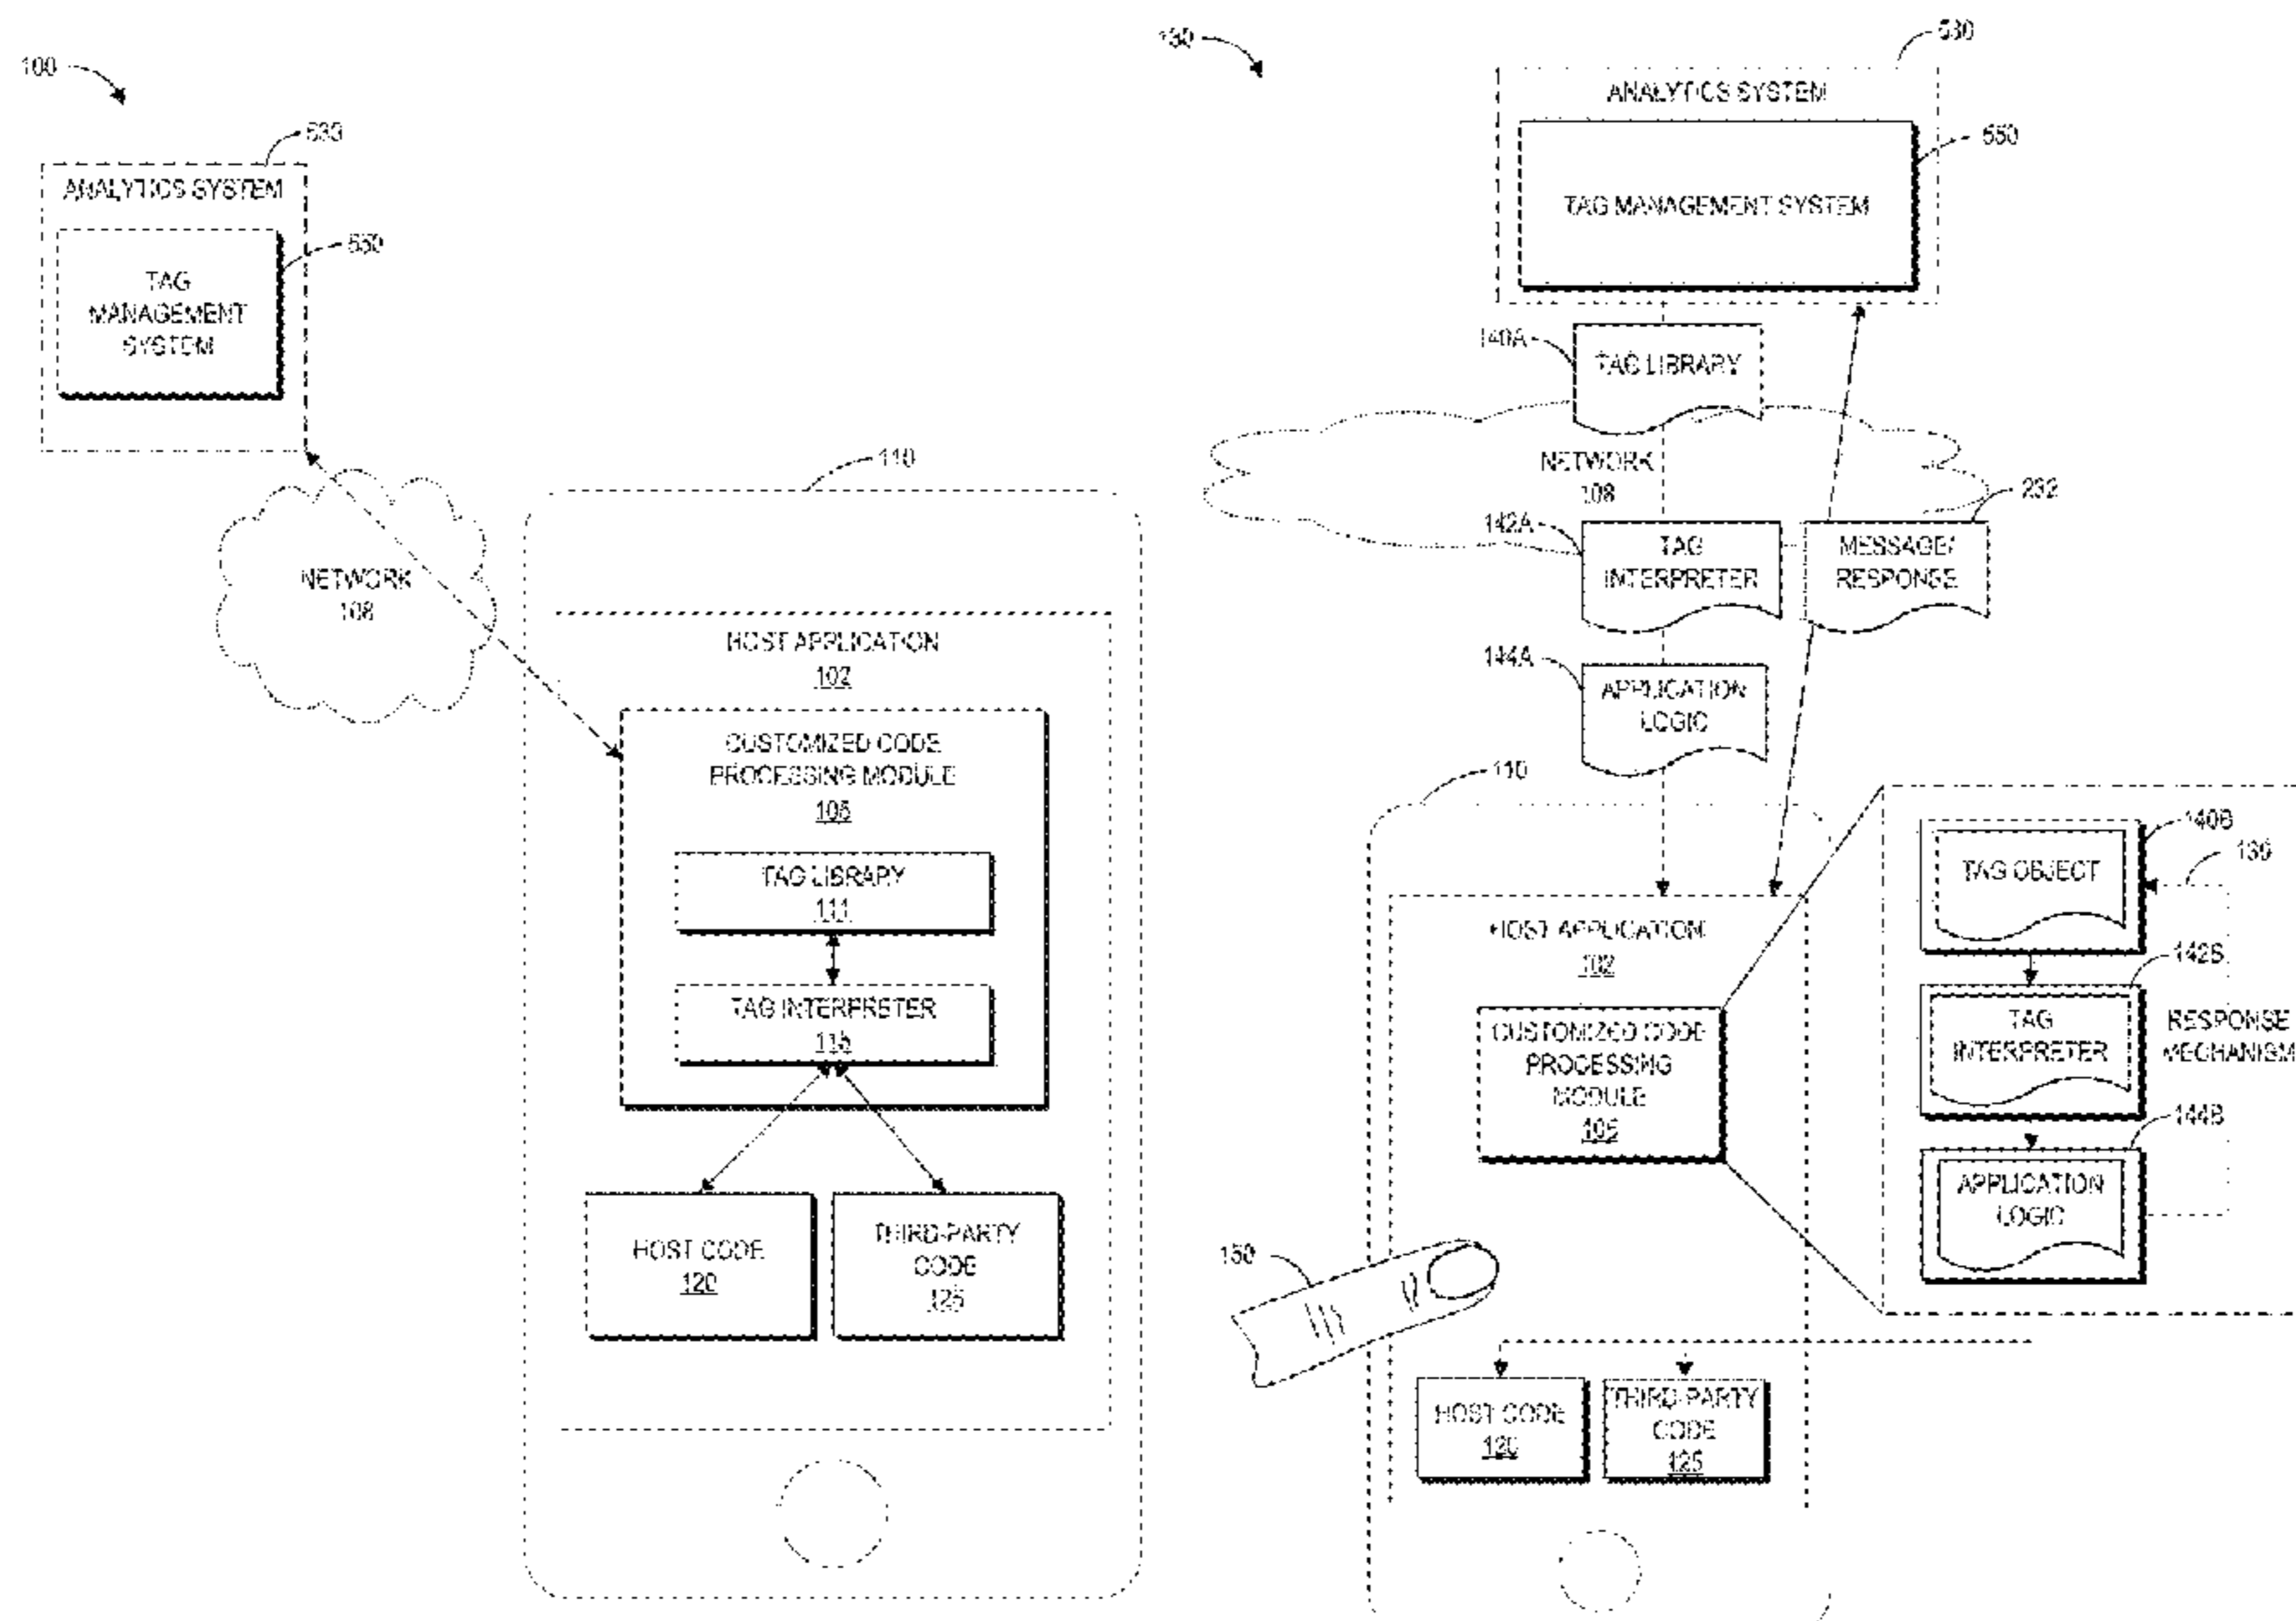 100
530
ANALYTICS SYSTEM
550
TAG
MANAGEMENT
SYSTEM
NETWORK
108
110
HOST APPLICATION
102
CUSTOMIZED CODE
PROCESSING MODULE
105
TAG LIBRARY
111
TAG INTERPRETER
115
HOST CODE
120
THIRD-PARTY
CODE
125
530
ANALYTICS SYSTEM
550
TAG MANAGEMENT SYSTEM
140A
TAG LIBRARY
NETWORK
108
232
142A
TAG
INTERPRETER
MESSAGE/
RESPONSE
144A
APPLICATION
LOGIC
110
HOST APPLICATION
102
CUSTOMIZED CODE
PROCESSING
MODULE
105
140B
TAG OBJECT
142B
TAG
INTERPRETER
RESPONSE
MECHANISM
144B
APPLICATION
LOGIC
150
HOST CODE
120
THIRD-PARTY
CODE
125